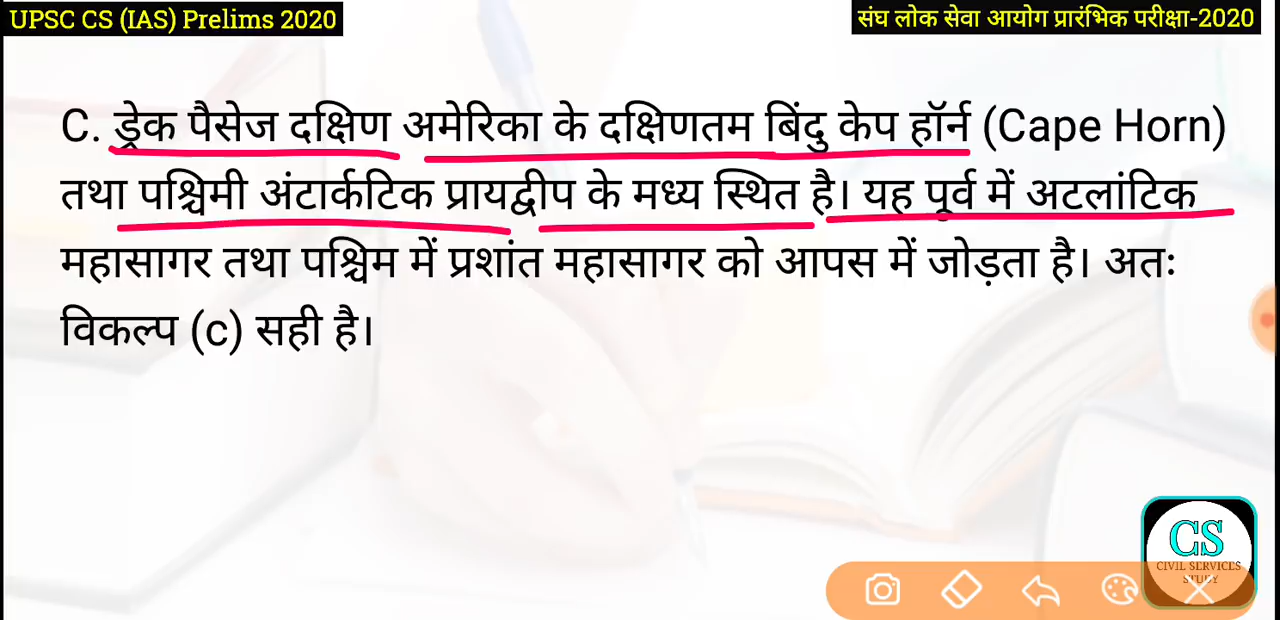 UPSC CS (IAS) Prelims 2020
संघ लोक सेवा आयोग प्रारंभिक परीक्षा-2020
C. ड्रेक पैसेज दक्षिण अमेरिका के दक्षिणतम बिंदु केप हॉर्न (Cape Horn)
तथा पश्चिमी अंटार्कटिक प्रायद्वीप के मध्य स्थित है। यह पूर्व में अटलांटिक
महासागर तथा पश्चिम में प्रशांत महासागर को आपस में जोड़ता है। अतः
विकल्प (c) सही है।
CS
CIVIL SERVICES
STUDY